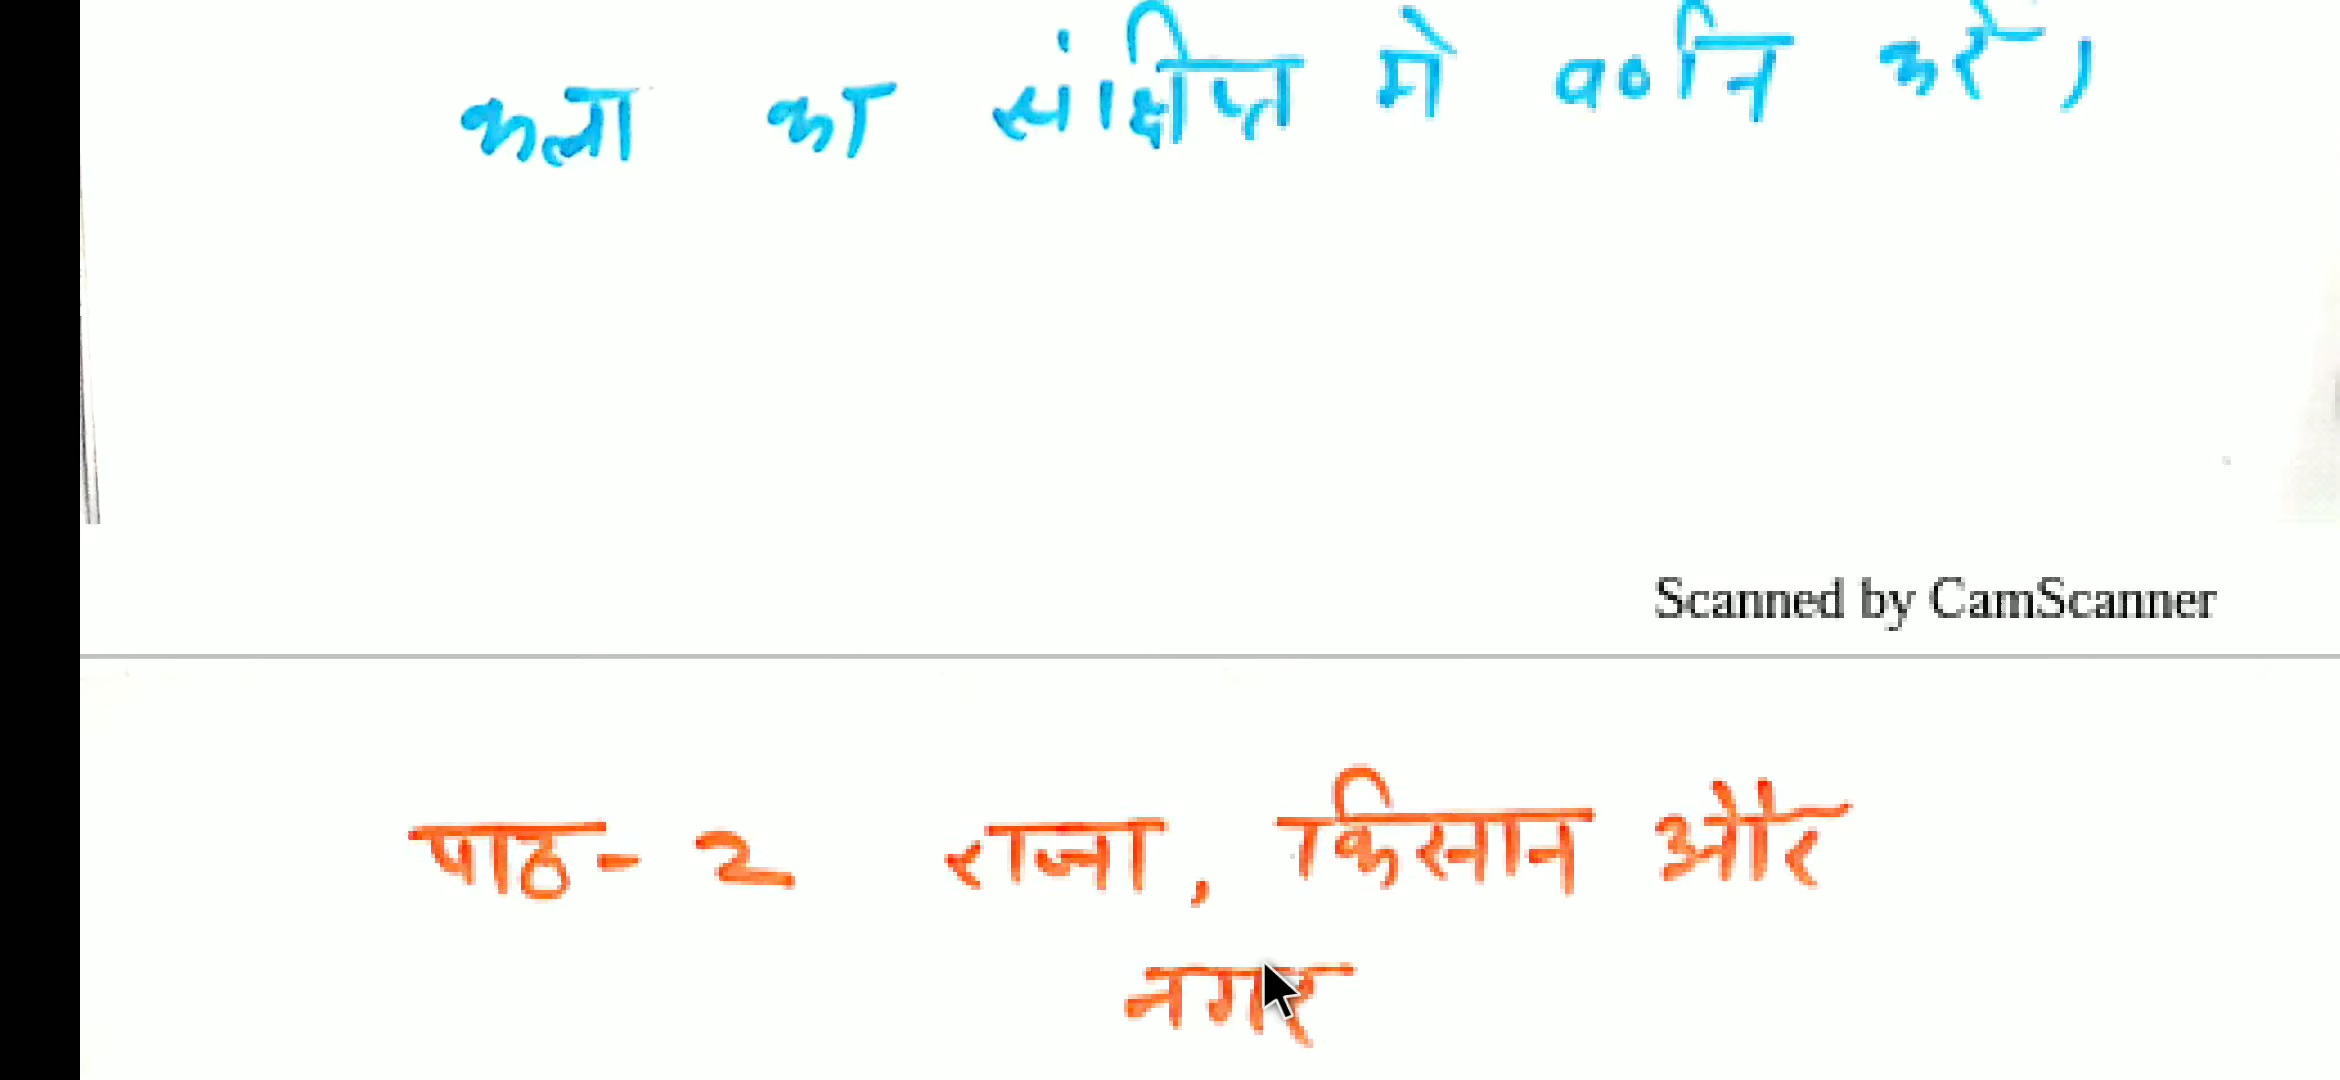 कला का संक्षिप्त में वर्णन करें।
Scanned by CamScanner
पाठ- 2 राजा, किसान और
नगर